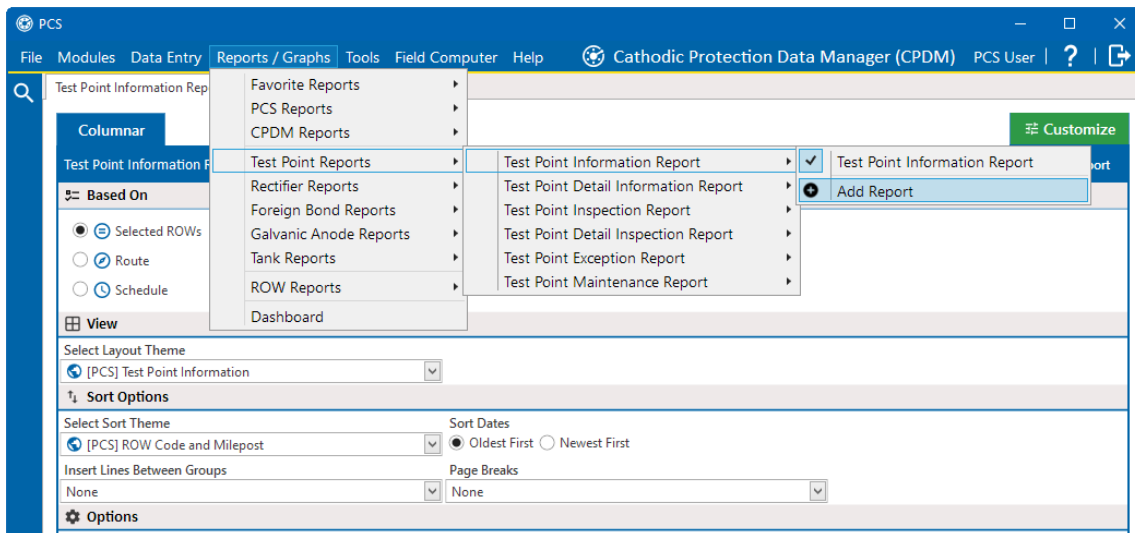 PCS
File Modules Data Entry Reports / Graphs Tools Field Computer Help Cathodic Protection Data Manager (CPDM) PCS User | ? |
Test Point Information Rep
Columnar
Customize
Test Point Information
ort
Based On
Selected ROWs
Route
Schedule
Favorite Reports
PCS Reports
CPDM Reports
Test Point Reports
Rectifier Reports
Foreign Bond Reports
Galvanic Anode Reports
Tank Reports
ROW Reports
Dashboard
Test Point Information Report
Test Point Detail Information Report
Test Point Inspection Report
Test Point Detail Inspection Report
Test Point Exception Report
Test Point Maintenance Report
Test Point Information Report
Add Report
View
Select Layout Theme
[PCS] Test Point Information
Sort Options
Select Sort Theme
[PCS] ROW Code and Milepost
Sort Dates
Oldest First Newest First
Insert Lines Between Groups
None
Page Breaks
None
Options